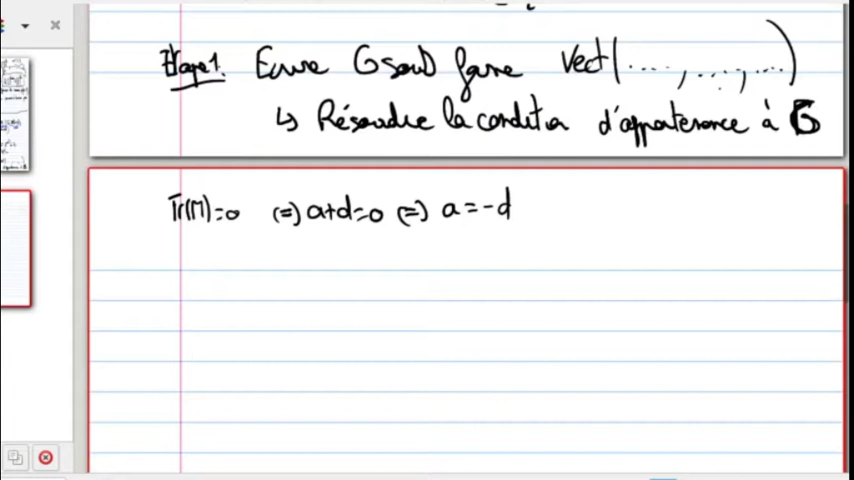 Etape 1. Ecrire G sous forme Vect(....,....,....)
↳ Résoudre la condition d'appartenance à G
Tr(M)=0 (=) a+d=0 (=) a=-d